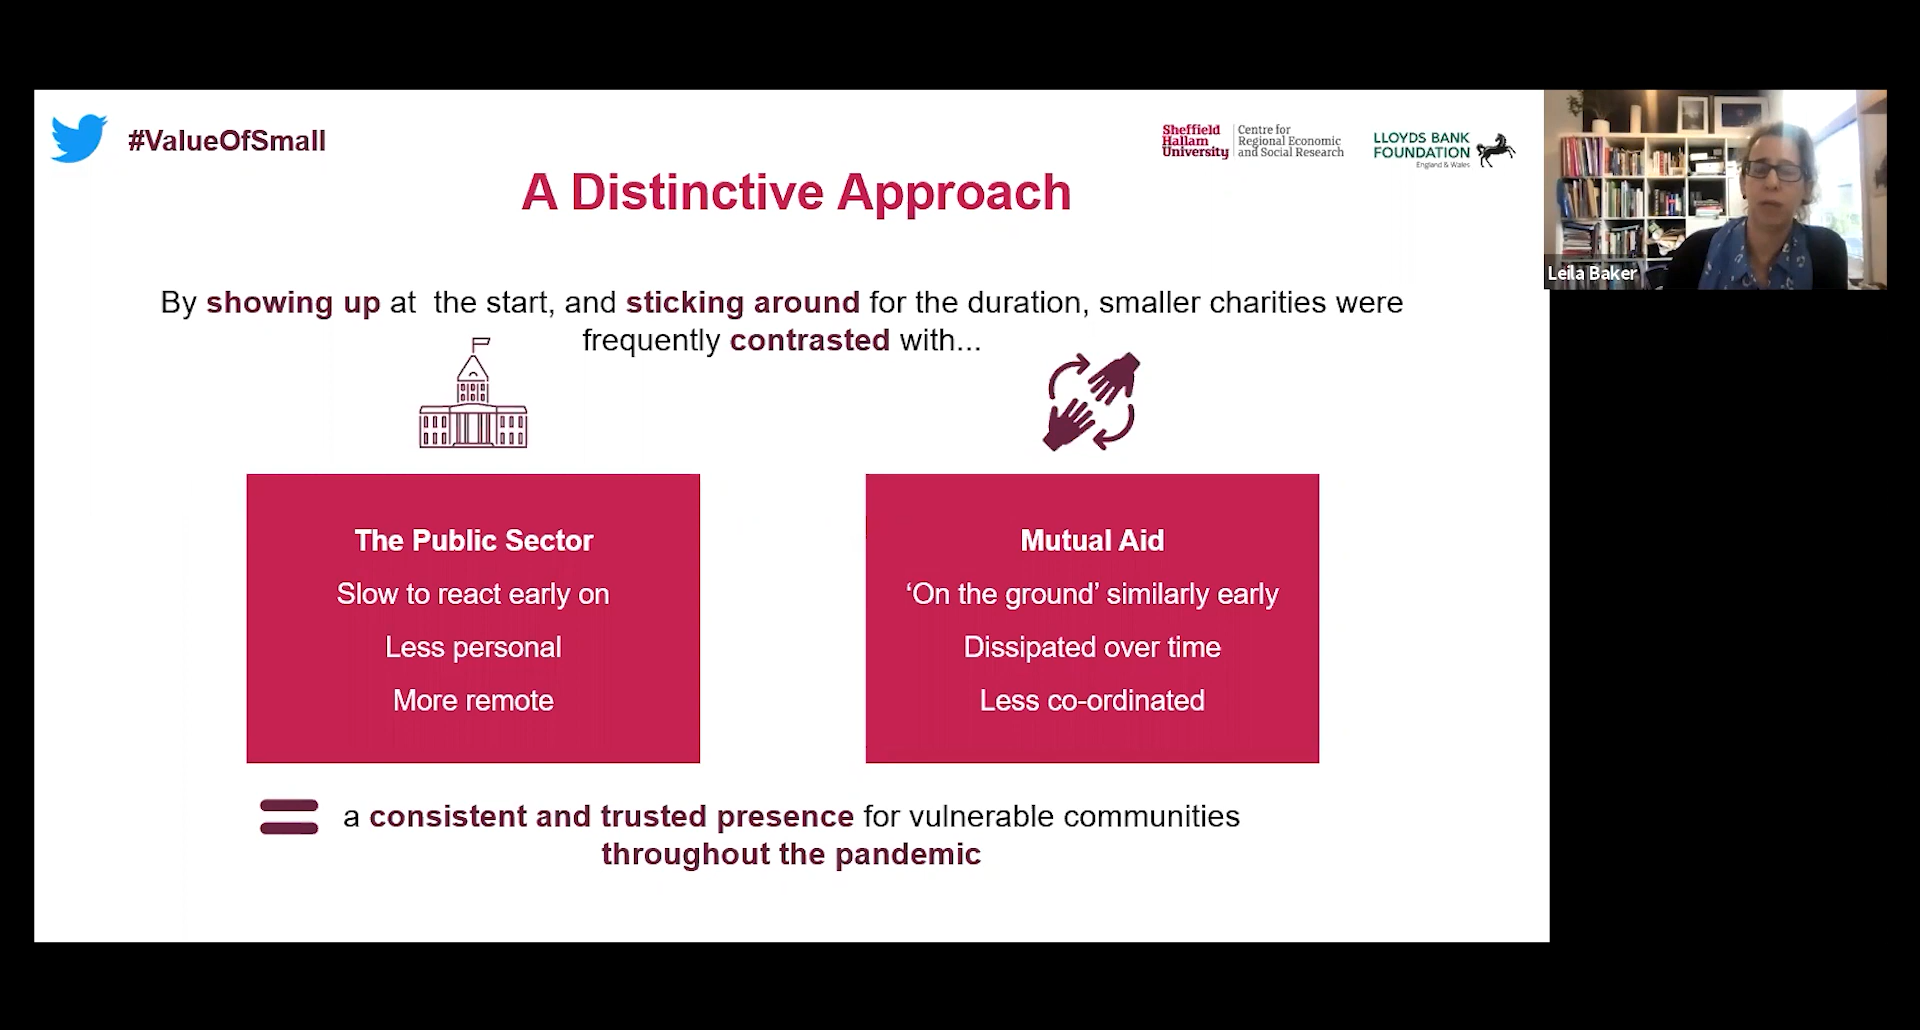 #ValueOfSmall
Sheffield
Hallam
University
Centre for
Regional Economic
and Social Research
LLOYDS BANK
FOUNDATION
England & Wales
A Distinctive Approach
By showing up at  the start, and sticking around for the duration, smaller charities were
frequently contrasted with...
The Public Sector
Slow to react early on
Less personal
More remote
Mutual Aid
‘On the ground’ similarly early
Dissipated over time
Less co-ordinated
a consistent and trusted presence for vulnerable communities
throughout the pandemic
Leila Baker